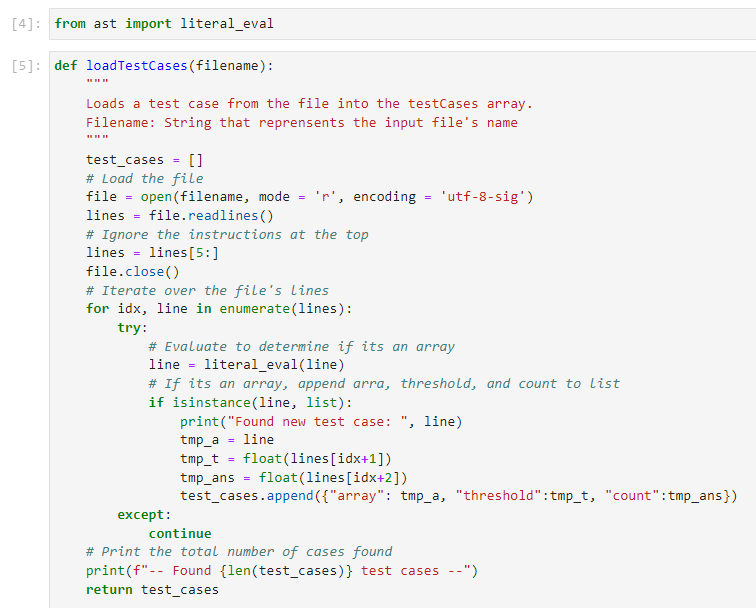 [4]: from ast import literal_eval
[5]: def loadTestCases(filename):
    """
    Loads a test case from the file into the testCases array.
    Filename: String that reprensents the input file's name
    """
    test_cases = []
    # Load the file
    file = open(filename, mode = 'r', encoding = 'utf-8-sig')
    lines = file.readlines()
    # Ignore the instructions at the top
    lines = lines[5:]
    file.close()
    # Iterate over the file's lines
    for idx, line in enumerate(lines):
        try:
            # Evaluate to determine if its an array
            line = literal_eval(line)
            # If its an array, append arra, threshold, and count to list
            if isinstance(line, list):
                print("Found new test case: ", line)
                tmp_a = line
                tmp_t = float(lines[idx+1])
                tmp_ans = float(lines[idx+2])
                test_cases.append({"array": tmp_a, "threshold":tmp_t, "count":tmp_ans})
        except:
            continue
    # Print the total number of cases found
    print(f"-- Found {len(test_cases)} test cases --")
    return test_cases